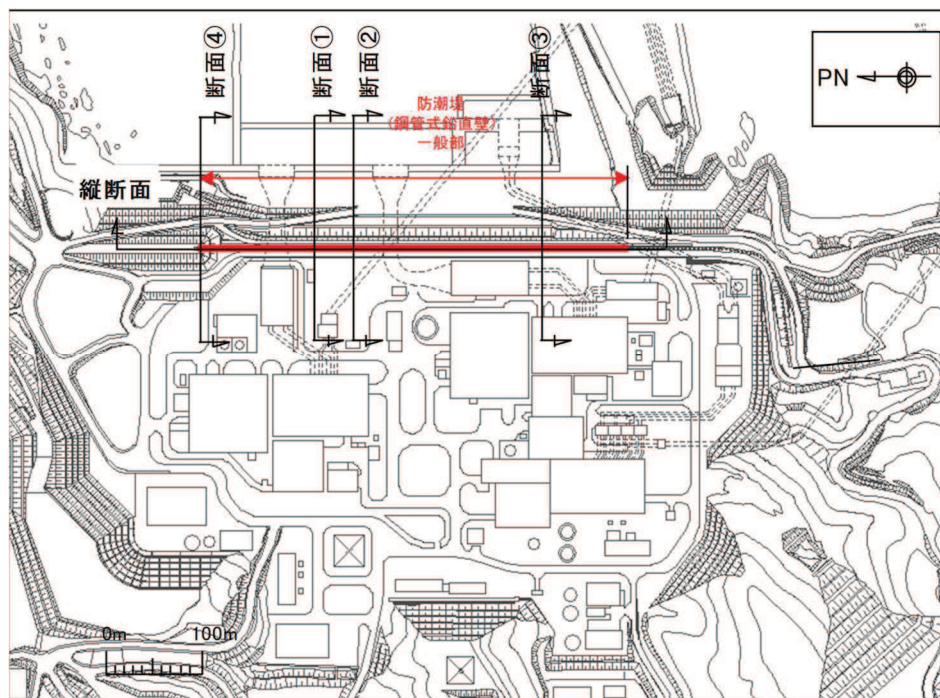 断面④
断面①
断面②
断面③
PN
防潮堤
(鋼管式鉛直壁)
一般部
縦断面
0m
100m